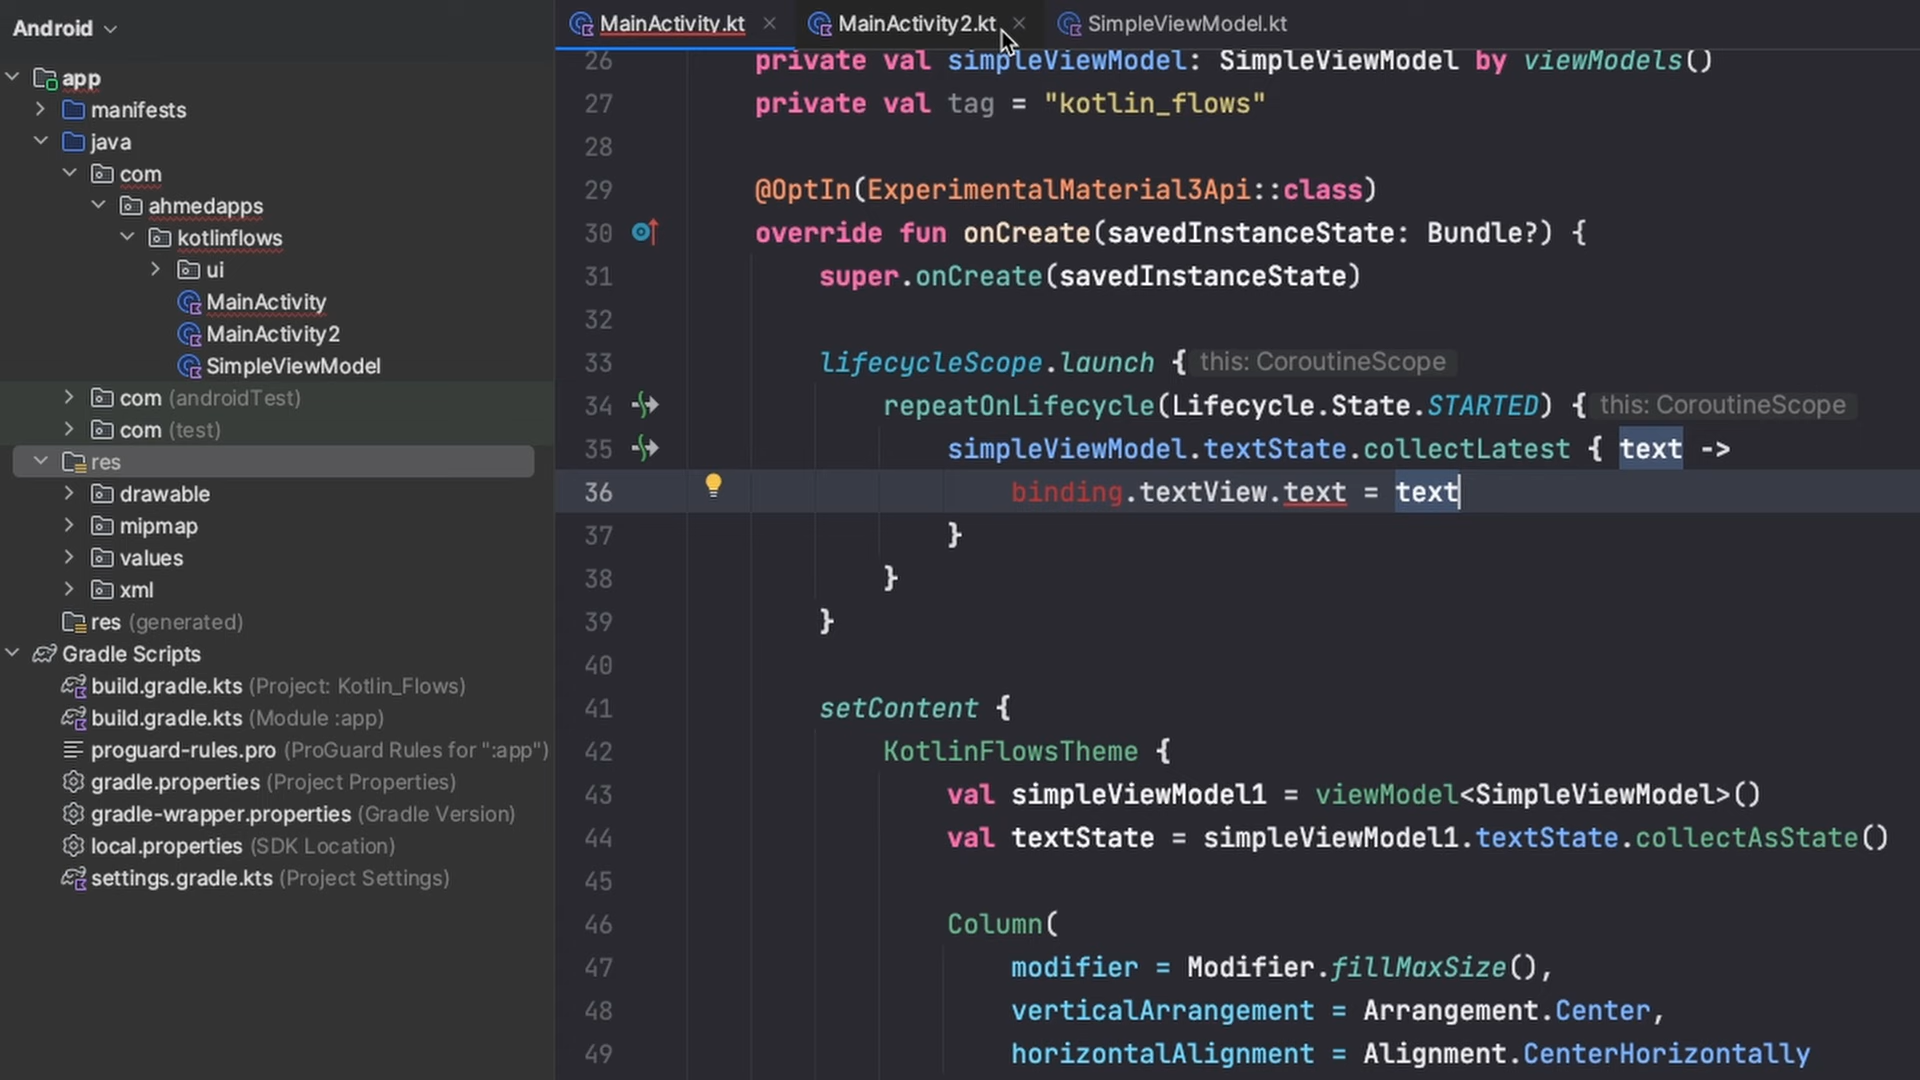 Android
app
manifests
java
com
ahmedapps
kotlinflows
ui
MainActivity
MainActivity2
SimpleViewModel
com (androidTest)
com (test)
res
drawable
mipmap
values
xml
res (generated)
Gradle Scripts
build.gradle.kts (Project: Kotlin_Flows)
build.gradle.kts (Module :app)
proguard-rules.pro (ProGuard Rules for ":app")
gradle.properties (Project Properties)
gradle-wrapper.properties (Gradle Version)
local.properties (SDK Location)
settings.gradle.kts (Project Settings)
MainActivity.kt MainActivity2.kt SimpleViewModel.kt
26 private val simpleViewModel: SimpleViewModel by viewModels()
27 private val tag = "kotlin_flows"
28
29 @OptIn(ExperimentalMaterial3Api::class)
30 override fun onCreate(savedInstanceState: Bundle?) {
31 super.onCreate(savedInstanceState)
32
33 lifecycleScope.launch { this: CoroutineScope
34 repeatOnLifecycle(Lifecycle.State.STARTED) { this: CoroutineScope
35 simpleViewModel.textState.collectLatest { text ->
36 binding.textView.text = text
37 }
38 }
39 }
40
41 setContent {
42 KotlinFlowsTheme {
43 val simpleViewModel1 = viewModel<SimpleViewModel>()
44 val textState = simpleViewModel1.textState.collectAsState()
45
46 Column(
47 modifier = Modifier.fillMaxSize(),
48 verticalArrangement = Arrangement.Center,
49 horizontalAlignment = Alignment.CenterHorizontally